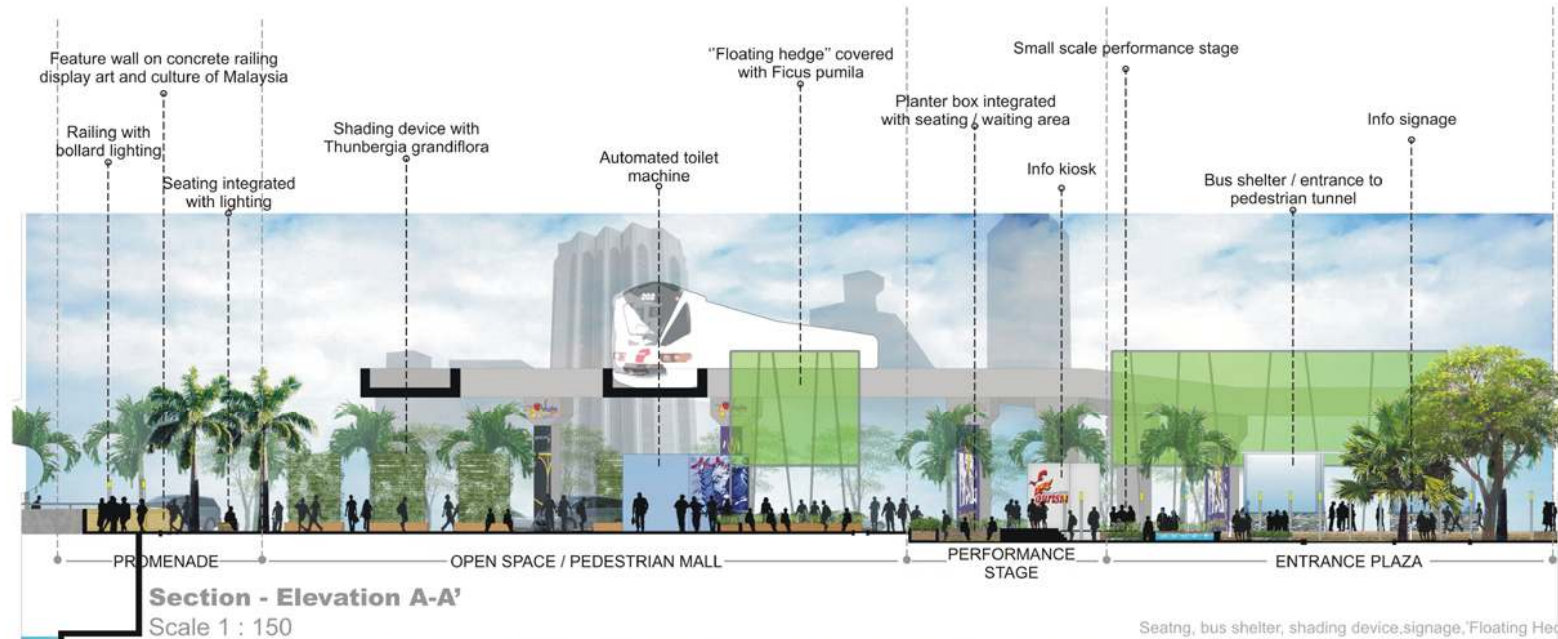 Feature wall on concrete railing
display art and culture of Malaysia
Railing with
bollard lighting
Seating integrated
with lighting
Shading device with
Thunbergia grandiflora
Automated toilet
machine
"Floating hedge" covered
with Ficus pumila
Planter box integrated
with seating / waiting area
Info kiosk
Small scale performance stage
Bus shelter / entrance to
pedestrian tunnel
Info signage
202
PROMENADE
OPEN SPACE / PEDESTRIAN MALL
PERFORMANCE
STAGE
ENTRANCE PLAZA
Section - Elevation A-A'
Scale 1 : 150
Seatng, bus shelter, shading device,signage,'Floating Hed